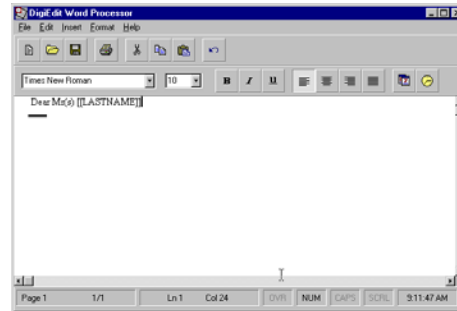 DigiEdit Word Processor
File Edit Insert Format Help
Times New Roman 10 B I U
Dear Mr(s) [[LASTNAME]]
Page 1 1/1 Ln 1 Col 24 OVR NUM CAPS SCRL 9:11:47 AM